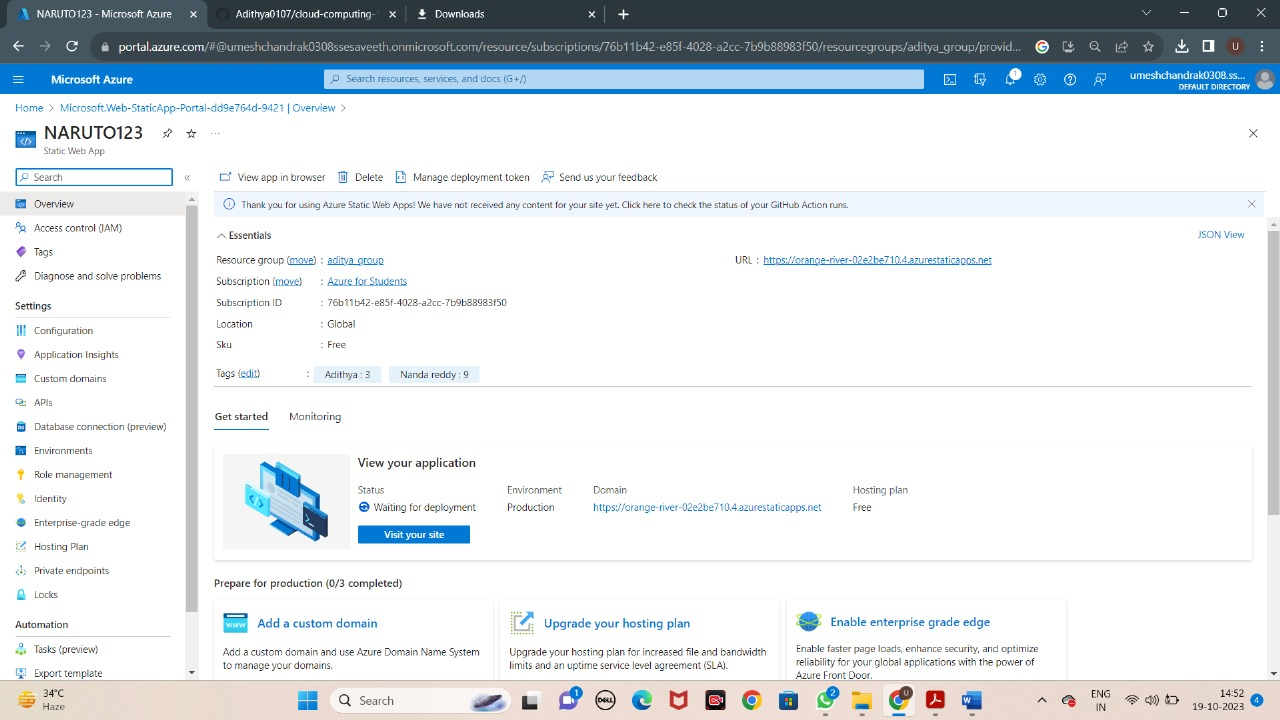 NARUTO123 - Microsoft Azure
Adithya0107/cloud-computing-
Downloads
portal.azure.com/#@umeshchandrak0308ssesaveeth.onmicrosoft.com/resource/subscriptions/76b11b42-e85f-4028-a2cc-7b9b88983f50/resourcegroups/aditya_group/provid...
U
Microsoft Azure
Search resources, services, and docs (G+/)
1
umeshchandrak0308.ss...
DEFAULT DIRECTORY
Home > Microsoft.Web-StaticApp-Portal-dd9e764d-9421 | Overview >
NARUTO123
Static Web App
Search
View app in browser
Delete
Manage deployment token
Send us your feedback
Overview
Access control (IAM)
Tags
Diagnose and solve problems
Settings
Configuration
Application Insights
Custom domains
APIs
Database connection (preview)
Environments
Role management
Identity
Enterprise-grade edge
Hosting Plan
Private endpoints
Locks
Automation
Tasks (preview)
Export template
Thank you for using Azure Static Web Apps! We have not received any content for your site yet. Click here to check the status of your GitHub Action runs.
Essentials
JSON View
Resource group (move) : aditya_group
URL : https://orange-river-02e2be710.4.azurestaticapps.net
Subscription (move) : Azure for Students
Subscription ID : 76b11b42-e85f-4028-a2cc-7b9b88983f50
Location : Global
Sku : Free
Tags (edit) : Adithya : 3 Nanda reddy : 9
Get started
Monitoring
View your application
Status
Waiting for deployment
Environment
Production
Domain
https://orange-river-02e2be710.4.azurestaticapps.net
Hosting plan
Free
Visit your site
Prepare for production (0/3 completed)
www
Add a custom domain
Add a custom domain and use Azure Domain Name System
to manage your domains.
Upgrade your hosting plan
Upgrade your hosting plan for increased file and bandwidth
limits and an uptime service level agreement (SLA).
Enable enterprise grade edge
Enable faster page loads, enhance security, and optimize
reliability for your global applications with the power of
Azure Front Door.
34°C
Haze
Search
1
DELL
2
U
W
ENG
IN
14:52
19-10-2023
4